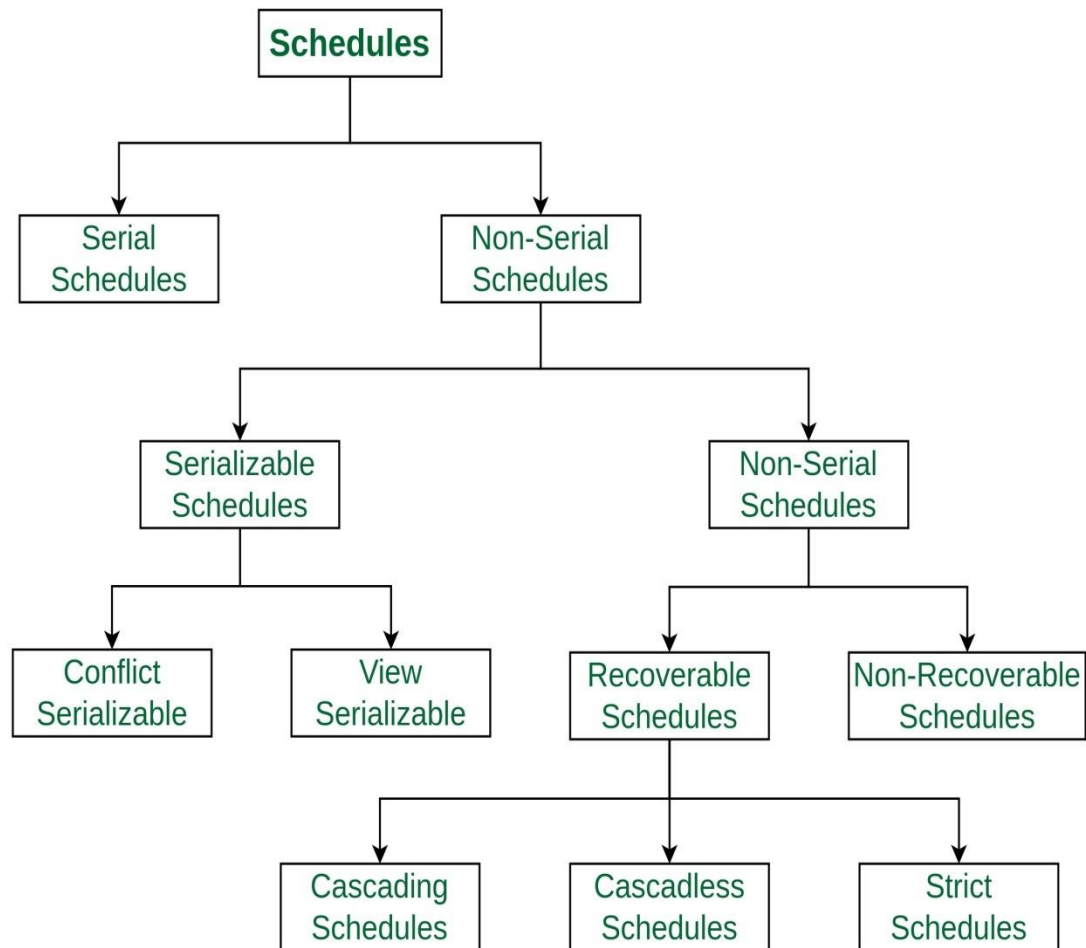 Schedules
Serial
Schedules
Non-Serial
Schedules
Serializable
Schedules
Non-Serial
Schedules
Conflict
Serializable
View
Serializable
Recoverable
Schedules
Non-Recoverable
Schedules
Cascading
Schedules
Cascadless
Schedules
Strict
Schedules